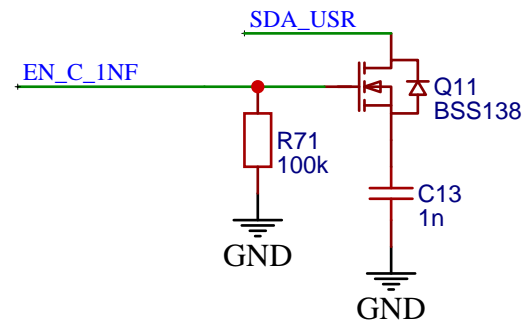 SDA_USR
EN_C_1NF
Q11
BSS138
R71
100k
C13
1n
GND
GND